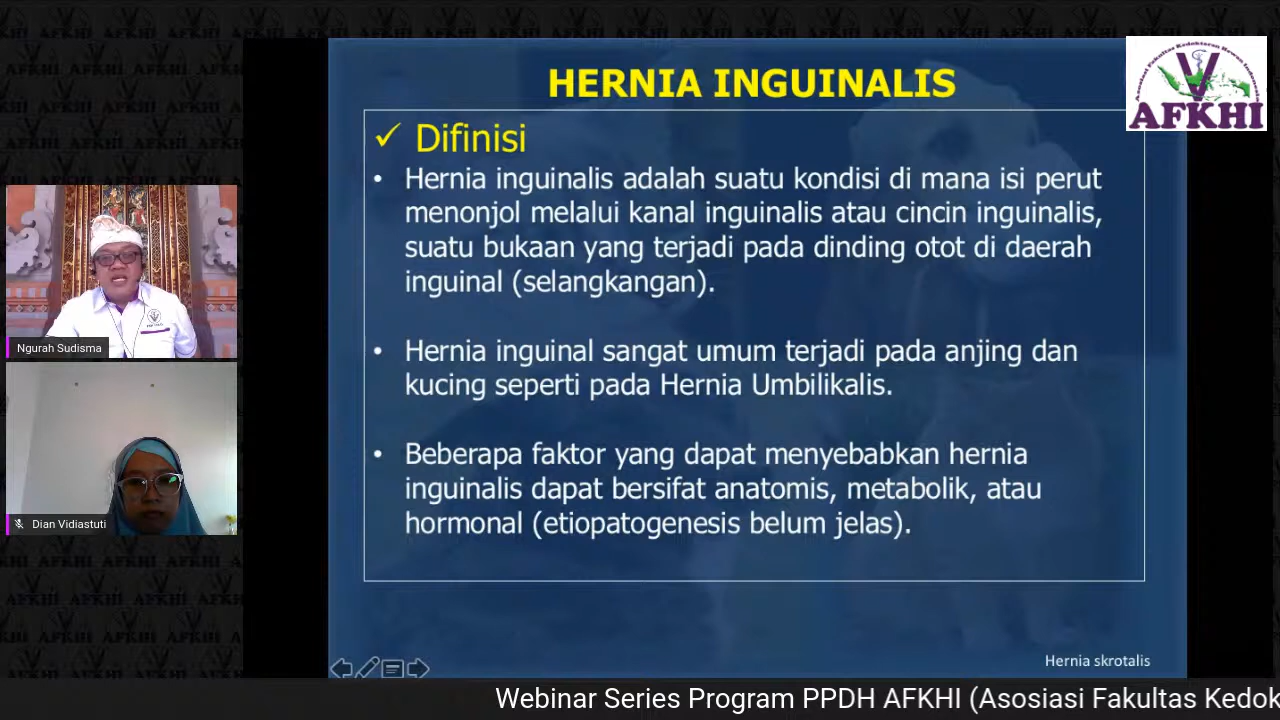 HERNIA INGUINALIS
✓ Difinisi
• Hernia inguinalis adalah suatu kondisi di mana isi perut
menonjol melalui kanal inguinalis atau cincin inguinalis,
suatu bukaan yang terjadi pada dinding otot di daerah
inguinal (selangkangan).
• Hernia inguinal sangat umum terjadi pada anjing dan
kucing seperti pada Hernia Umbilikalis.
• Beberapa faktor yang dapat menyebabkan hernia
inguinalis dapat bersifat anatomis, metabolik, atau
hormonal (etiopatogenesis belum jelas).
Hernia skrotalis
AFKHI
Ngurah Sudisma
Dian Vidiastuti
Webinar Series Program PPDH AFKHI (Asosiasi Fakultas Kedok